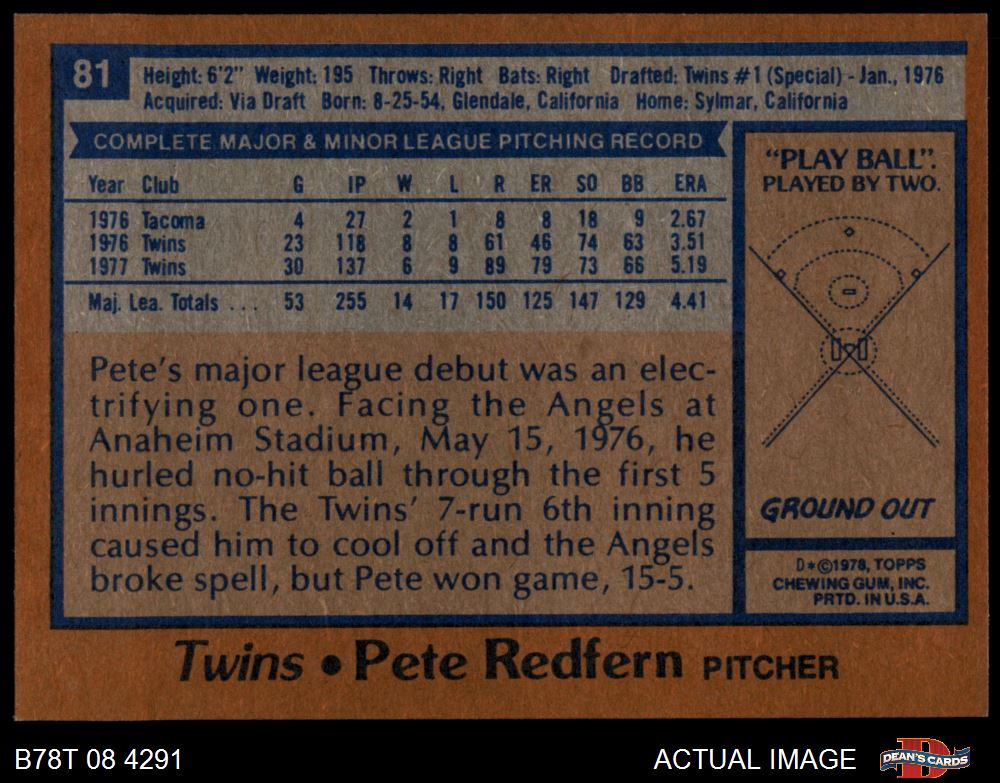 81
Height: 6'2" Weight: 195 Throws: Right Bats: Right Drafted: Twins #1 (Special) - Jan., 1976
Acquired: Via Draft Born: 8-25-54, Glendale, California Home: Sylmar, California
COMPLETE MAJOR & MINOR LEAGUE PITCHING RECORD
Year Club G IP W L R ER SO BB ERA
1976 Tacoma 4 27 2 1 8 8 18 9 2.67
1976 Twins 23 118 8 8 61 46 74 63 3.51
1977 Twins 30 137 6 9 89 79 73 66 5.19
Maj. Lea. Totals ... 53 255 14 17 150 125 147 129 4.41
Pete's major league debut was an elec-
trifying one. Facing the Angels at
Anaheim Stadium, May 15, 1976, he
hurled no-hit ball through the first 5
innings. The Twins' 7-run 6th inning
caused him to cool off and the Angels
broke spell, but Pete won game, 15-5.
"PLAY BALL".
PLAYED BY TWO.
GROUND OUT
D*©1978, TOPPS
CHEWING GUM, INC.
PRTD. IN U.S.A.
Twins • Pete Redfern PITCHER
B78T 08 4291
ACTUAL IMAGE
D
DEAN'S CARDS